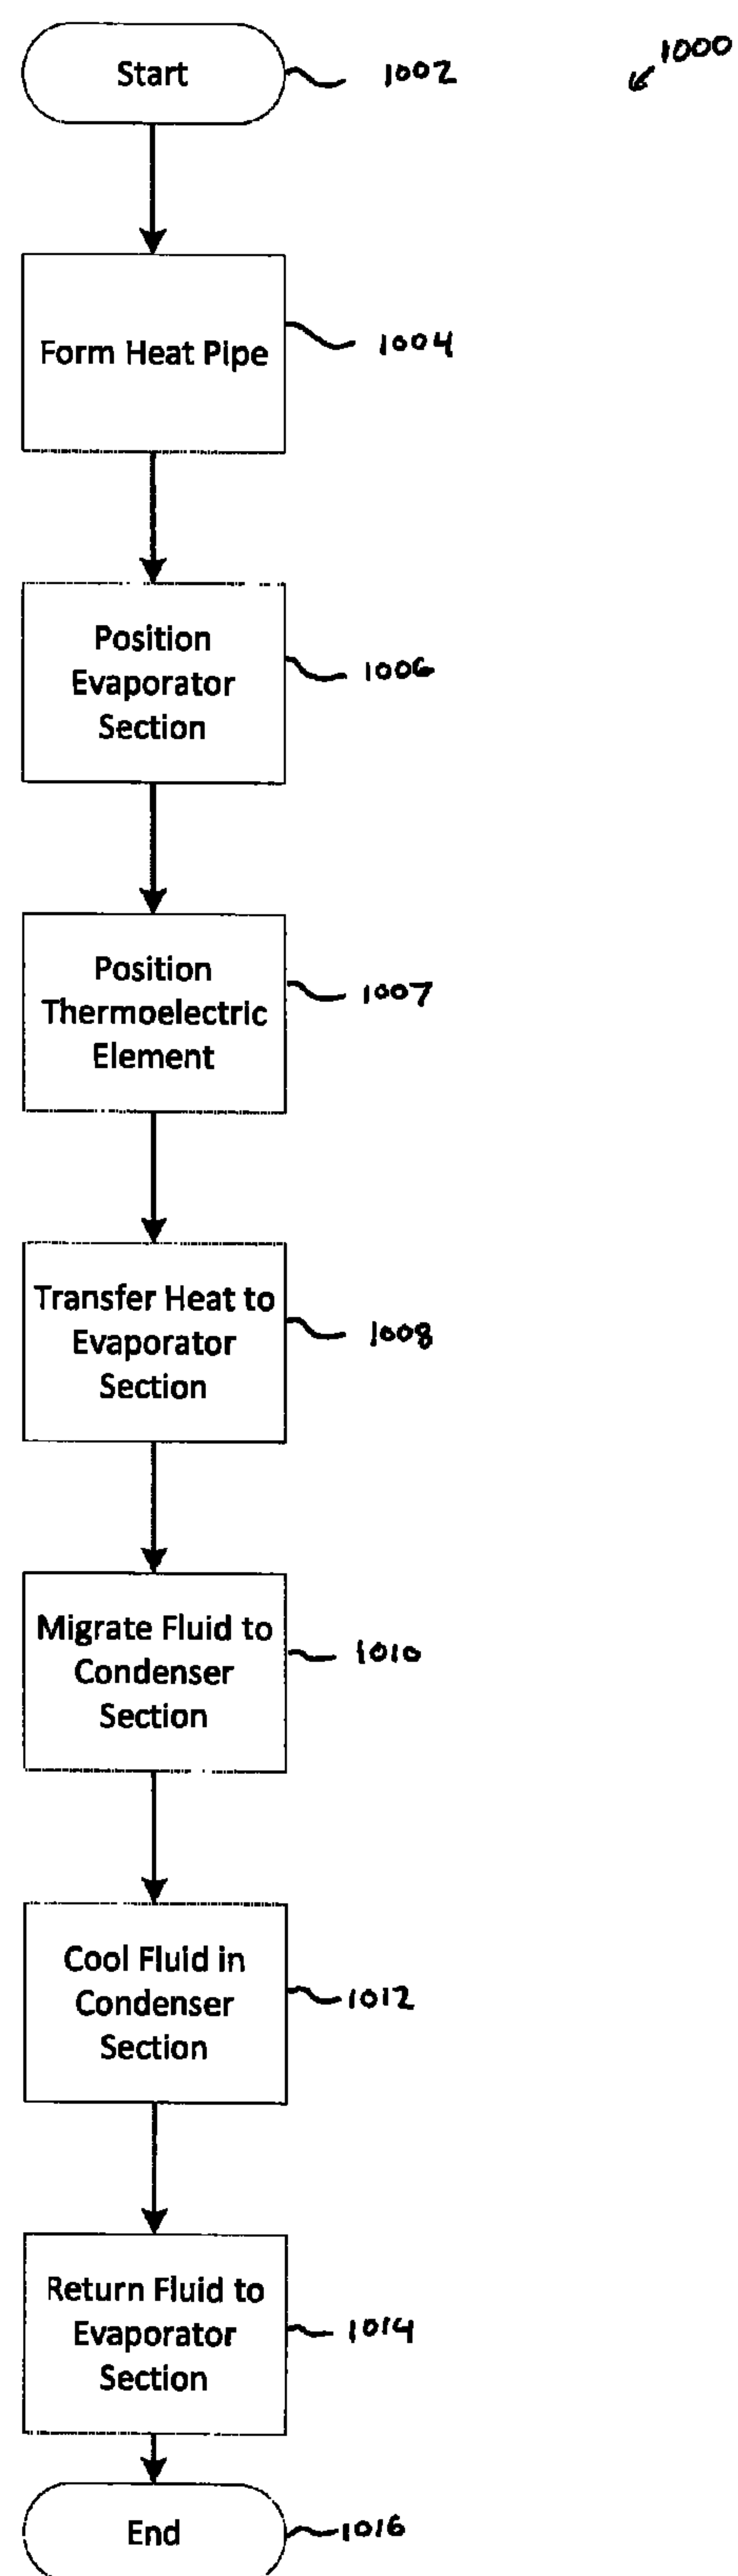 1000
Start
1002
Form Heat Pipe
1004
Position
Evaporator
Section
1006
Position
Thermoelectric
Element
1007
Transfer Heat to
Evaporator
Section
1008
Migrate Fluid to
Condenser
Section
1010
Cool Fluid in
Condenser
Section
1012
Return Fluid to
Evaporator
Section
1014
End
1016